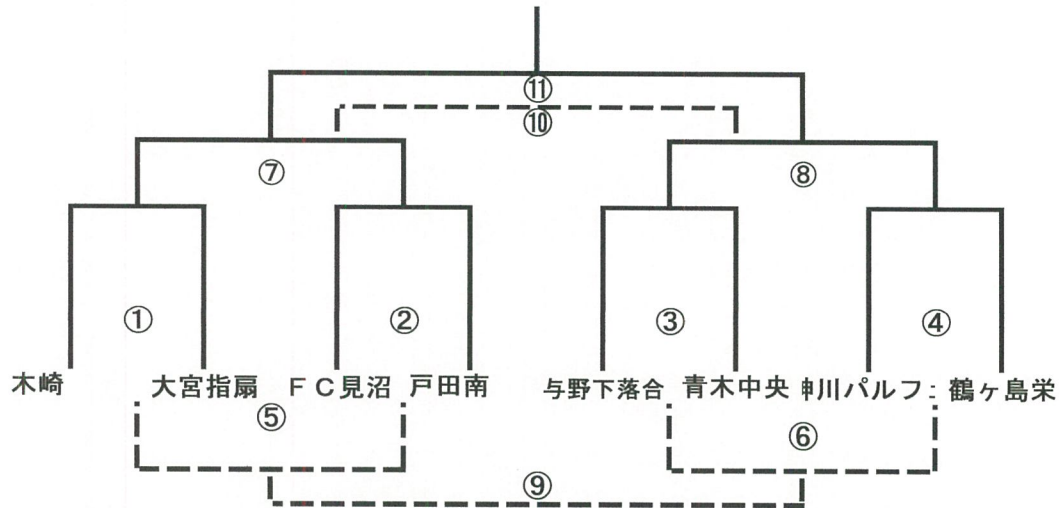 ⑪
⑩
⑦ ⑧
① ② ③ ④
木崎 大宮指扇 ＦＣ見沼 戸田南 与野下落合 青木中央 川パルフ 鶴ヶ島栄
⑤ ⑥
⑨